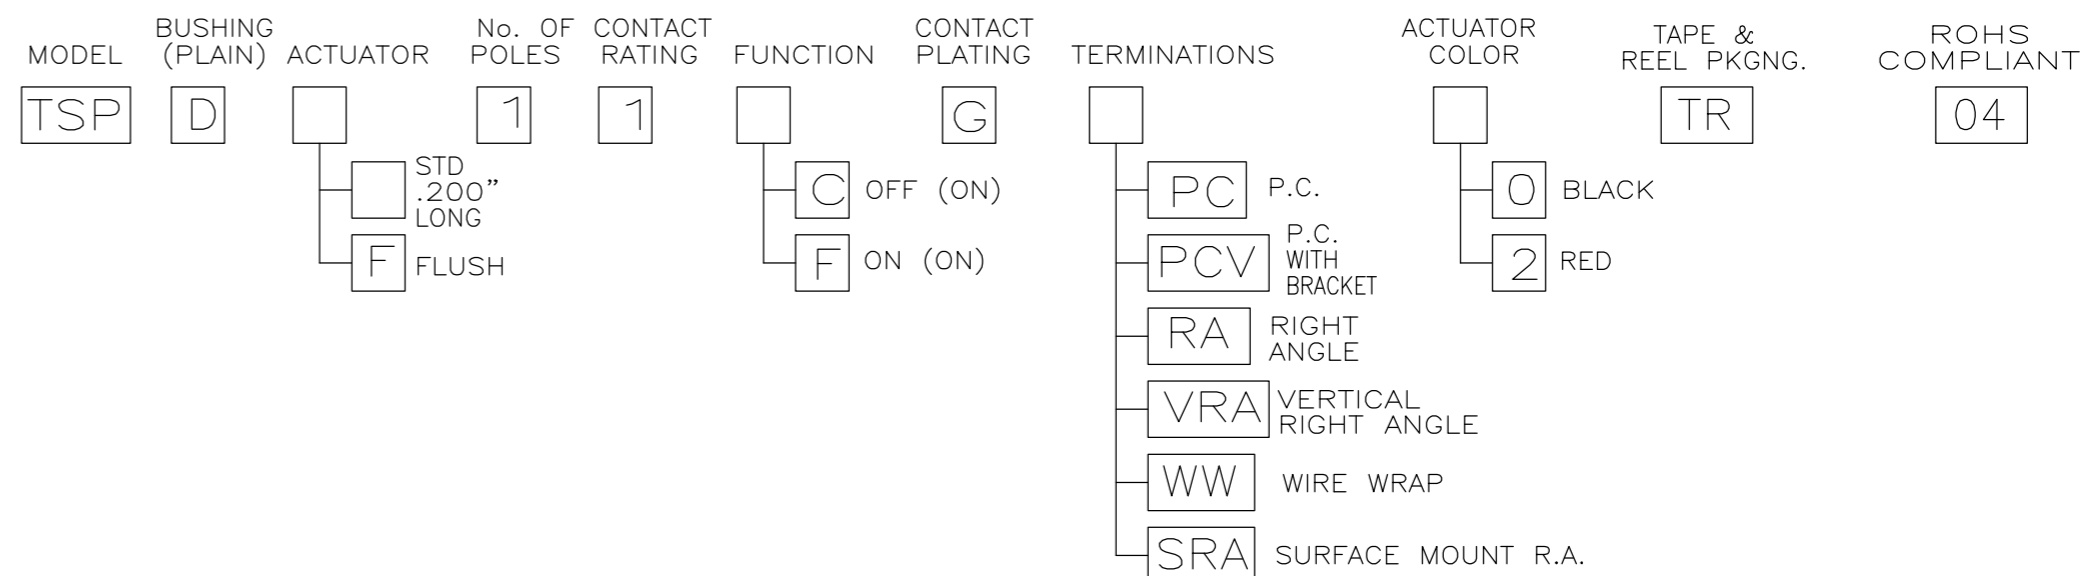 MODEL
BUSHING
(PLAIN)
ACTUATOR
No. OF
POLES
CONTACT
RATING
FUNCTION
CONTACT
PLATING
TERMINATIONS
ACTUATOR
COLOR
TAPE &
REEL PKGNG.
ROHS
COMPLIANT
TSP
D
1
1
G
TR
04
STD
.200”
LONG
F FLUSH
C OFF (ON)
F ON (ON)
PC P.C.
PCV
P.C.
WITH
BRACKET
RA
RIGHT
ANGLE
VRA
VERTICAL
RIGHT ANGLE
WW WIRE WRAP
SRA SURFACE MOUNT R.A.
0 BLACK
2 RED